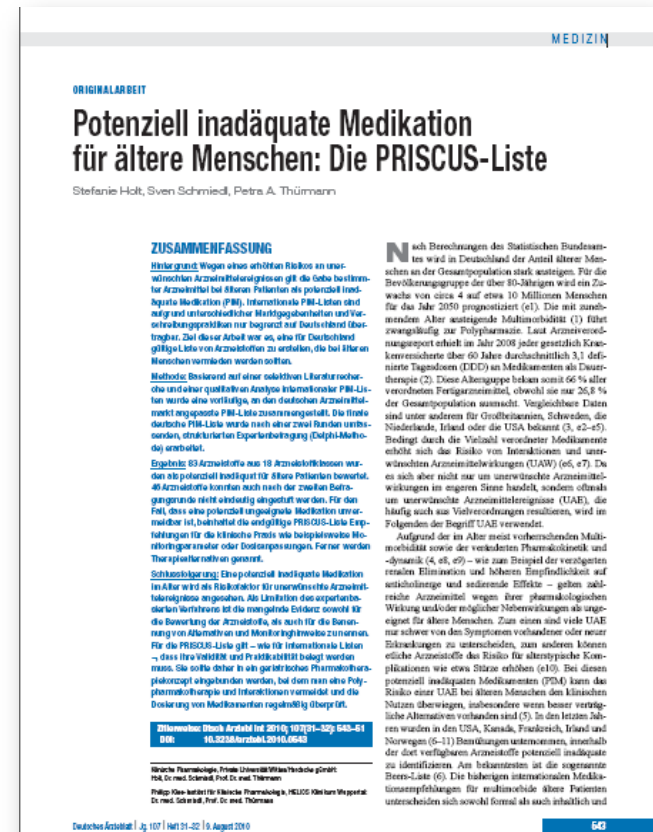 MEDIZIN
ORIGINALARBEIT
Potenziell inadäquate Medikation
für ältere Menschen: Die PRISCUS-Liste
Stefanie Holt, Sven Schmiedl, Petra A. Thürmann
ZUSAMMENFASSUNG
Hintergrund: Wegen eines erhöhten Risikos an uner-
wünschten Arzneimittelereignissen gilt die Gabe bestimm-
ter Arzneimittel bei älteren Patienten als potenziell inad-
äquate Medikation (PIM). Internationale PIM-Listen sind
aufgrund unterschiedlicher Marktgegebenheiten und Ver-
schreibungspraktiken nur begrenzt auf Deutschland über-
tragbar. Ziel dieser Arbeit war es, eine für Deutschland
gültige Liste von Arzneistoffen zu erstellen, die bei älteren
Menschen vermieden werden sollten.
Methode: Basierend auf einer selektiven Literaturrecher-
che und einer qualitativen Analyse internationaler PIM-Lis-
ten wurde eine vorläufige, an den deutschen Arzneimittel-
markt angepasste PIM-Liste zusammengestellt. Die finale
deutsche PIM-Liste wurde nach einer zwei Runden umfas-
senden, strukturierten Expertenbefragung (Delphi-Metho-
de) erarbeitet.
Ergebnis: 83 Arzneistoffe aus 18 Arzneistoffklassen wur-
den als potenziell inadäquat für ältere Patienten bewertet.
46 Arzneistoffe konnten auch nach der zweiten Befra-
gungsrunde nicht eindeutig eingestuft werden. Für den
Fall, dass eine potenziell ungeeignete Medikation unver-
meidbar ist, beinhaltet die endgültige PRISCUS-Liste Emp-
fehlungen für die klinische Praxis wie beispielsweise Mo-
nitoringparameter oder Dosisanpassungen. Ferner werden
Therapiealternativen genannt.
Schlussfolgerung: Eine potenziell inadäquate Medikation
im Alter wird als Risikofaktor für unerwünschte Arzneimit-
telereignisse angesehen. Als Limitation des expertenba-
sierten Verfahrens ist die mangelnde Evidenz sowohl für
die Bewertung der Arzneistoffe, als auch für die Benen-
nung von Alternativen und Monitoringhinweise zu nennen.
Für die PRISCUS-Liste gilt – wie für internationale Listen
–, dass ihre Validität und Praktikabilität belegt werden
muss. Sie sollte daher in ein geriatrisches Pharmakothera-
piekonzept eingebunden werden, bei dem man eine Poly-
pharmakotherapie und Interaktionen vermeidet und die
Dosierung von Medikamenten regelmäßig überprüft.
Zitierweise: Dtsch Arztebl Int 2010; 107(31–32): 543–51
DOI: 10.3238/arztebl.2010.0543
Klinische Pharmakologie, Private Universität Witten/Herdecke gGmbH:
Holt, Dr. med. Schmiedl, Prof. Dr. med. Thürmann
Philipp Klee-Institut für Klinische Pharmakologie, HELIOS Klinikum Wuppertal:
Dr. med. Schmiedl, Prof. Dr. med. Thürmann
Nach Berechnungen des Statistischen Bundesam-
tes wird in Deutschland der Anteil älterer Men-
schen an der Gesamtpopulation stark ansteigen. Für die
Bevölkerungsgruppe der über 80-Jährigen wird ein Zu-
wachs von circa 4 auf etwa 10 Millionen Menschen
für das Jahr 2050 prognostiziert (e1). Die mit zuneh-
mendem Alter ansteigende Multimorbidität (1) führt
zwangsläufig zur Polypharmazie. Laut Arzneiverord-
nungsreport erhielt im Jahr 2008 jeder gesetzlich Kran-
kenversicherte über 60 Jahre durchschnittlich 3,1 defi-
nierte Tagesdosen (DDD) an Medikamenten als Dauer-
therapie (2). Diese Altersgruppe bekam somit 66 % aller
verordneten Fertigarzneimittel, obwohl sie nur 26,8 %
der Gesamtpopulation ausmacht. Vergleichbare Daten
sind unter anderem für Großbritannien, Schweden, die
Niederlande, Irland oder die USA bekannt (3, e2–e5).
Bedingt durch die Vielzahl verordneter Medikamente
erhöht sich das Risiko von Interaktionen und uner-
wünschten Arzneimittelwirkungen (UAW) (e6, e7). Da
es sich aber nicht nur um unerwünschte Arzneimittel-
wirkungen im engeren Sinne handelt, sondern oftmals
um unerwünschte Arzneimittelereignisse (UAE), die
häufig auch aus Vielverordnungen resultieren, wird im
Folgenden der Begriff UAE verwendet.
Aufgrund der im Alter meist vorherrschenden Multi-
morbidität sowie der veränderten Pharmakokinetik und
-dynamik (4, e8, e9) – wie zum Beispiel der verzögerten
renalen Elimination und höheren Empfindlichkeit auf
anticholinerge und sedierende Effekte – gelten zahl-
reiche Arzneimittel wegen ihrer pharmakologischen
Wirkung und/oder möglicher Nebenwirkungen als unge-
eignet für ältere Menschen. Zum einen sind viele UAE
nur schwer von den Symptomen vorhandener oder neuer
Erkrankungen zu unterscheiden, zum anderen können
etliche Arzneistoffe das Risiko für alterstypische Kom-
plikationen wie etwa Stürze erhöhen (e10). Bei diesen
potenziell inadäquaten Medikamenten (PIM) kann das
Risiko einer UAE bei älteren Menschen den klinischen
Nutzen überwiegen, insbesondere wenn besser verträg-
liche Alternativen vorhanden sind (5). In den letzten Jah-
ren wurden in den USA, Kanada, Frankreich, Irland und
Norwegen (6–11) Bemühungen unternommen, innerhalb
der dort verfügbaren Arzneistoffe potenziell inadäquate
zu identifizieren. Am bekanntesten ist die sogenannte
Beers-Liste (6). Die bisherigen internationalen Medika-
tionsempfehlungen für multimorbide ältere Patienten
unterscheiden sich sowohl formal als auch inhaltlich und
Deutsches Ärzteblatt | Jg. 107 | Heft 31–32 | 9. August 2010
543